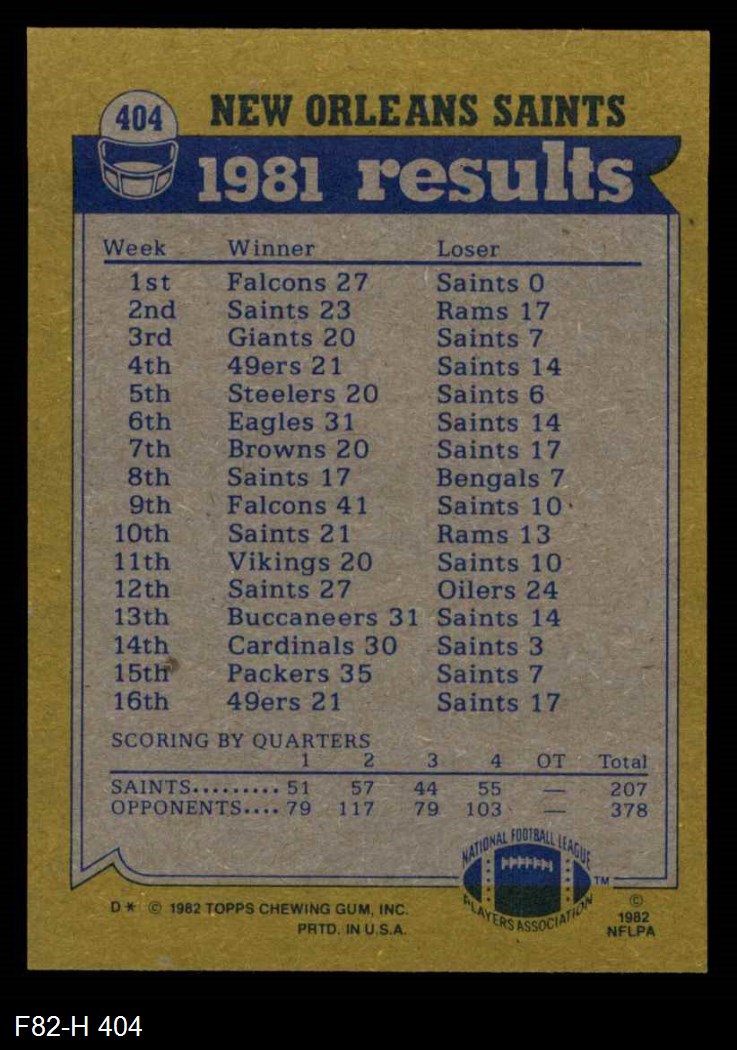 404
NEW ORLEANS SAINTS
1981 results
Week Winner Loser
1st Falcons 27 Saints 0
2nd Saints 23 Rams 17
3rd Giants 20 Saints 7
4th 49ers 21 Saints 14
5th Steelers 20 Saints 6
6th Eagles 31 Saints 14
7th Browns 20 Saints 17
8th Saints 17 Bengals 7
9th Falcons 41 Saints 10
10th Saints 21 Rams 13
11th Vikings 20 Saints 10
12th Saints 27 Oilers 24
13th Buccaneers 31 Saints 14
14th Cardinals 30 Saints 3
15th Packers 35 Saints 7
16th 49ers 21 Saints 17
SCORING BY QUARTERS
1 2 3 4 OT Total
SAINTS......... 51 57 44 55 — 207
OPPONENTS.... 79 117 79 103 — 378
NATIONAL FOOTBALL LEAGUE
PLAYERS ASSOCIATION
TM
D * © 1982 TOPPS CHEWING GUM, INC.
PRTD. IN U.S.A.
©
1982
NFLPA
F82-H 404